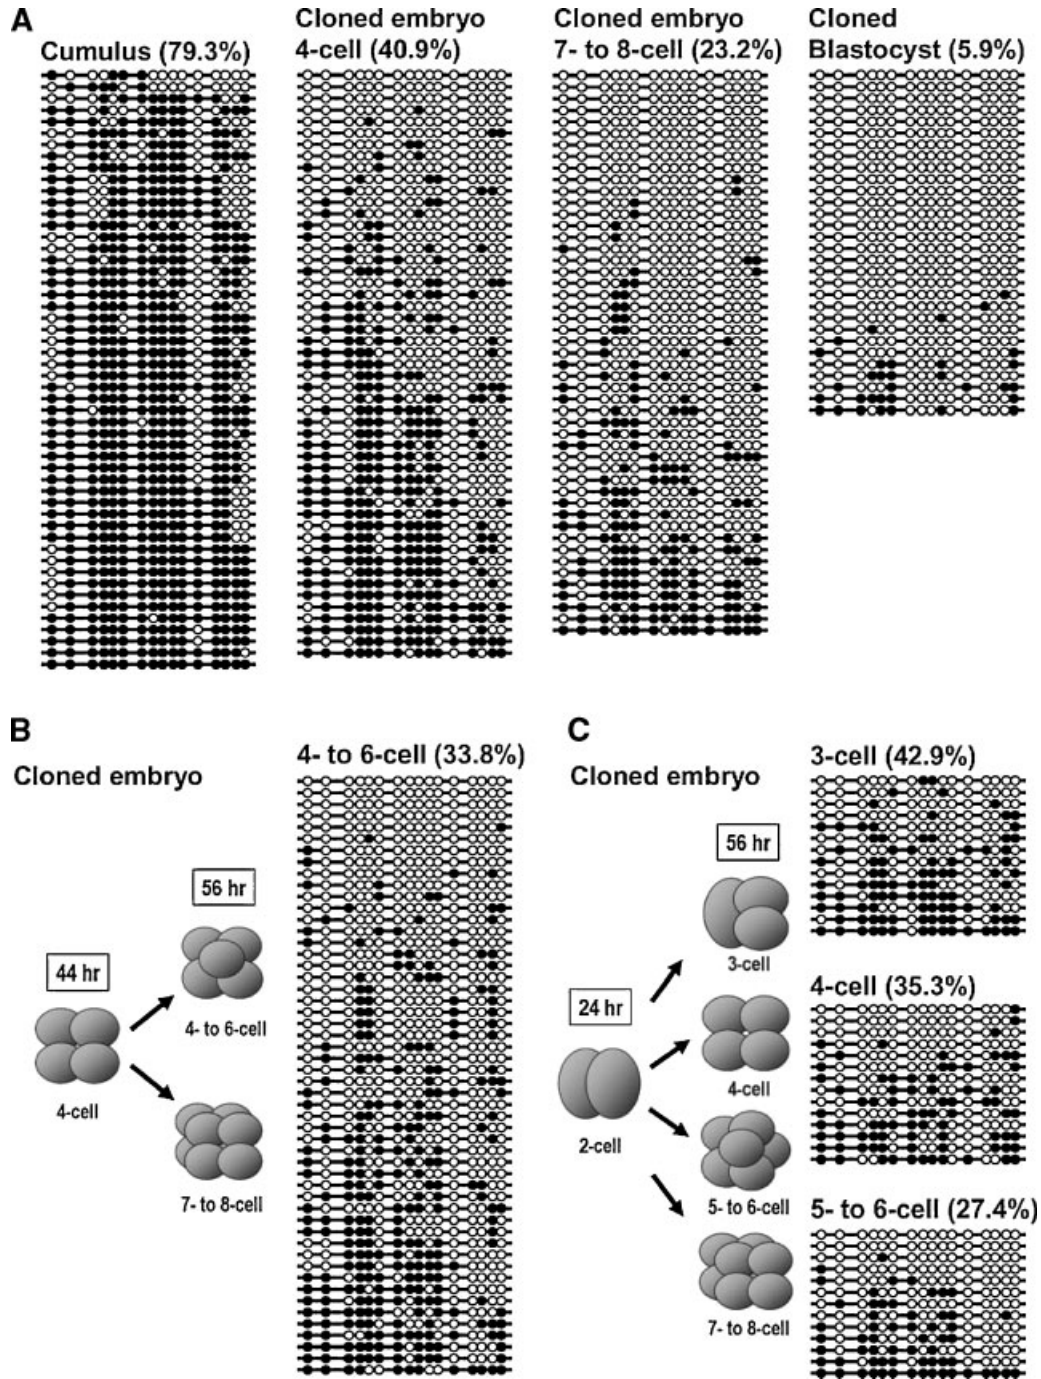 A
Cumulus (79.3%)
Cloned embryo
4-cell (40.9%)
Cloned embryo
7- to 8-cell (23.2%)
Cloned
Blastocyst (5.9%)
B
Cloned embryo
4- to 6-cell (33.8%)
44 hr
4-cell
56 hr
4- to 6-cell
7- to 8-cell
C
Cloned embryo
24 hr
2-cell
56 hr
3-cell
4-cell
5- to 6-cell
7- to 8-cell
3-cell (42.9%)
4-cell (35.3%)
5- to 6-cell (27.4%)